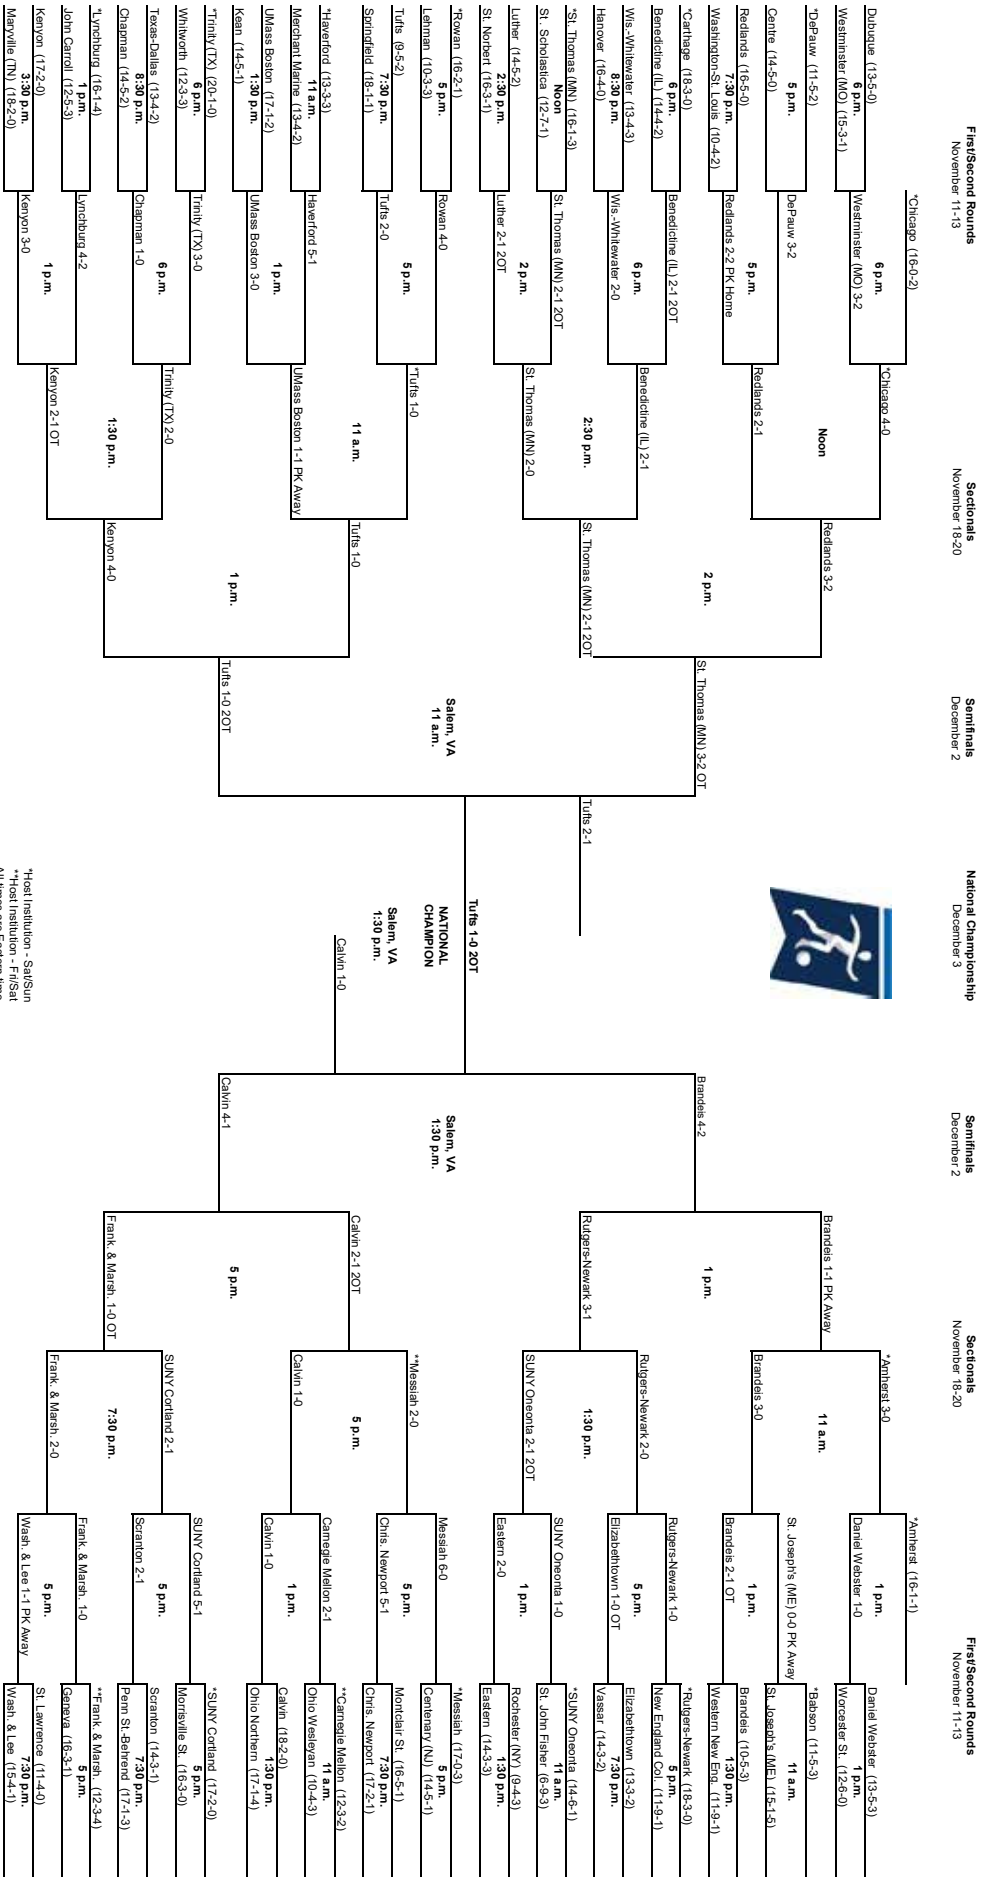 First/Second Rounds
November 11-13
Sectionals
November 18-20
Semifinals
December 2
National Championship
December 3
Semifinals
December 2
Sectionals
November 18-20
First/Second Rounds
November 11-13
*Chicago (16-0-2)
6 p.m.
Dubuque (13-5-0)
6 p.m.
Westminster (MO) (15-3-1)
Westminster (MO) 3-2
*Chicago 4-0
*DePauw (11-5-2)
5 p.m.
Centre (14-5-0)
DePauw 3-2
5 p.m.
Redlands (16-5-0)
7:30 p.m.
Washington-St. Louis (10-4-2)
Redlands 2-2 PK Home
Redlands 2-1
Noon
Redlands 3-2
*Carthage (18-3-0)
6 p.m.
Benedictine (IL) (14-4-2)
Benedictine (IL) 2-1 2OT
6 p.m.
Wis.-Whitewater (13-4-3)
8:30 p.m.
Hanover (16-4-0)
Wis.-Whitewater 2-0
Benedictine (IL) 2-1
*St. Thomas (MN) (16-1-3)
Noon
St. Scholastica (12-7-1)
St. Thomas (MN) 2-1 2OT
2 p.m.
Luther (14-5-2)
2:30 p.m.
St. Norbert (16-3-1)
Luther 2-1 2OT
St. Thomas (MN) 2-0
2:30 p.m.
St. Thomas (MN) 2-1 2OT
2 p.m.
St. Thomas (MN) 3-2 OT
*Rowan (16-2-1)
5 p.m.
Lehman (10-3-3)
Rowan 4-0
5 p.m.
Tufts (9-5-2)
7:30 p.m.
Springfield (18-1-1)
Tufts 2-0
*Tufts 1-0
*Haverford (13-3-3)
11 a.m.
Merchant Marine (13-4-2)
Haverford 5-1
1 p.m.
UMass Boston (17-1-2)
1:30 p.m.
Kean (14-5-1)
UMass Boston 3-0
UMass Boston 1-1 PK Away
11 a.m.
Tufts 1-0
*Trinity (TX) (20-1-0)
6 p.m.
Whitworth (12-3-3)
Trinity (TX) 3-0
6 p.m.
Texas-Dallas (13-4-2)
8:30 p.m.
Chapman (14-5-2)
Chapman 1-0
Trinity (TX) 2-0
*Lynchburg (16-1-4)
1 p.m.
John Carroll (12-5-3)
Lynchburg 4-2
1 p.m.
Kenyon (17-2-0)
3:30 p.m.
Maryville (TN) (18-2-0)
Kenyon 3-0
Kenyon 2-1 OT
1:30 p.m.
Kenyon 4-0
1 p.m.
Tufts 1-0 2OT
Salem, VA
11 a.m.
Tufts 2-1
Tufts 1-0 2OT
NATIONAL
CHAMPION
Salem, VA
1:30 p.m.
Calvin 1-0
Brandeis 4-2
Salem, VA
1:30 p.m.
Calvin 4-1
Brandeis 1-1 PK Away
1 p.m.
Rutgers-Newark 3-1
Calvin 2-1 2OT
5 p.m.
Frank. & Marsh. 1-0 OT
*Amherst 3-0
11 a.m.
Brandeis 3-0
Rutgers-Newark 2-0
1:30 p.m.
SUNY Oneonta 2-1 2OT
**Messiah 2-0
5 p.m.
Calvin 1-0
SUNY Cortland 2-1
7:30 p.m.
Frank. & Marsh. 2-0
*Amherst (16-1-1)
1 p.m.
Daniel Webster 1-0
St. Joseph's (ME) 0-0 PK Away
1 p.m.
Brandeis 2-1 OT
Rutgers-Newark 1-0
5 p.m.
Elizabethtown 1-0 OT
SUNY Oneonta 1-0
1 p.m.
Eastern 2-0
Messiah 6-0
5 p.m.
Chris. Newport 5-1
Carnegie Mellon 2-1
1 p.m.
Calvin 1-0
SUNY Cortland 5-1
5 p.m.
Scranton 2-1
Frank. & Marsh. 1-0
5 p.m.
Wash. & Lee 1-1 PK Away
Daniel Webster (13-5-3)
1 p.m.
Worcester St. (12-6-0)
*Babson (11-5-3)
11 a.m.
St. Joseph's (ME) (15-1-5)
Brandeis (10-5-3)
1:30 p.m.
Western New Eng. (11-9-1)
*Rutgers-Newark (18-3-0)
5 p.m.
New England Col. (11-9-1)
Elizabethtown (13-3-2)
7:30 p.m.
Vassar (14-3-2)
*SUNY Oneonta (14-6-1)
11 a.m.
St. John Fisher (6-9-3)
Rochester (NY) (9-4-3)
1:30 p.m.
Eastern (14-3-3)
*Messiah (17-0-3)
5 p.m.
Centenary (NJ) (14-5-1)
Montclair St. (16-5-1)
7:30 p.m.
Chris. Newport (17-2-1)
**Carnegie Mellon (12-3-2)
11 a.m.
Ohio Wesleyan (10-4-3)
Calvin (18-2-0)
1:30 p.m.
Ohio Northern (17-1-4)
*SUNY Cortland (17-2-0)
5 p.m.
Morrisville St. (16-3-0)
Scranton (14-3-1)
7:30 p.m.
Penn St.-Behrend (17-1-3)
**Frank. & Marsh. (12-3-4)
5 p.m.
Geneva (16-3-1)
St. Lawrence (11-4-0)
7:30 p.m.
Wash. & Lee (15-4-1)
*Host Institution - Sat/Sun
**Host Institution - Fri/Sat